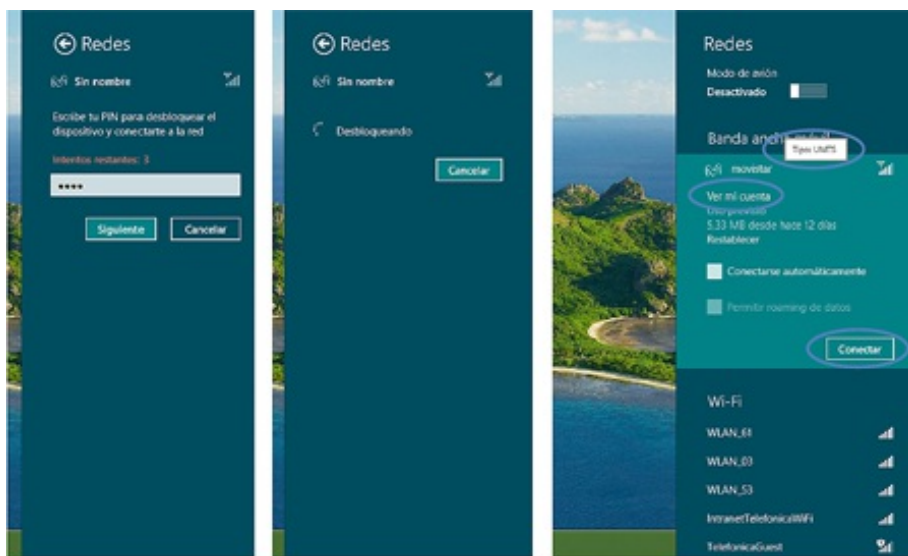 Redes
Sin nombre
Escribe tu PIN para desbloquear el
dispositivo y conectarte a la red
Intentos restantes: 3
••••
Siguiente Cancelar
Redes
Sin nombre
Desbloqueando
Cancelar
Redes
Modo de avión
Desactivado
Banda ancha móvil
Tipo: UMTS
movistar
Ver mi cuenta
Uso previsto
5.33 MB desde hace 12 días
Restablecer
Conectarse automáticamente
Permitir roaming de datos
Conectar
Wi-Fi
WLAN_61
WLAN_03
WLAN_53
IntranetTelefonicaWiFi
TelefonicaGuest